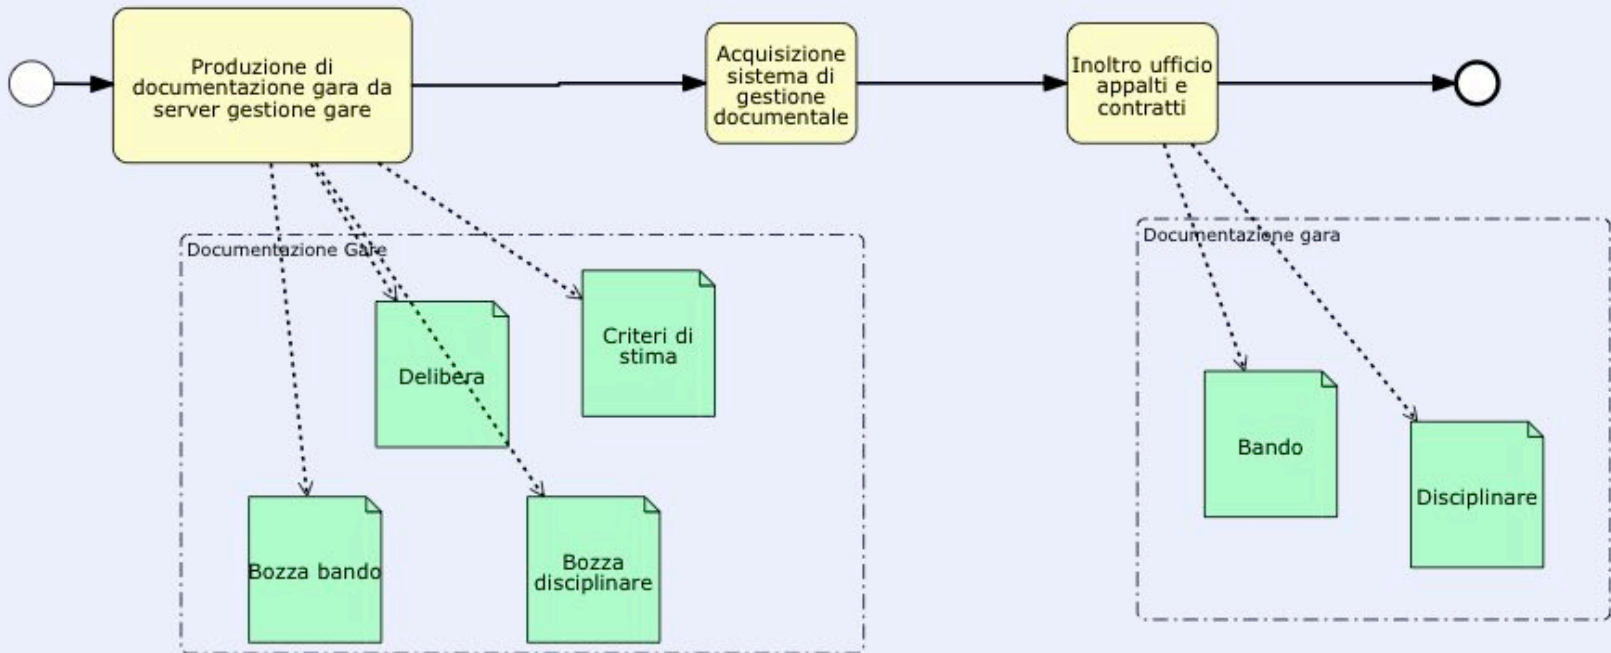 Produzione di
documentazione gara da
server gestione gare
Acquisizione
sistema di
gestione
documentale
Inoltro ufficio
appalti e
contratti
Documentazione Gare
Delibera
Criteri di
stima
Bozza bando
Bozza
disciplinare
Documentazione gara
Bando
Disciplinare